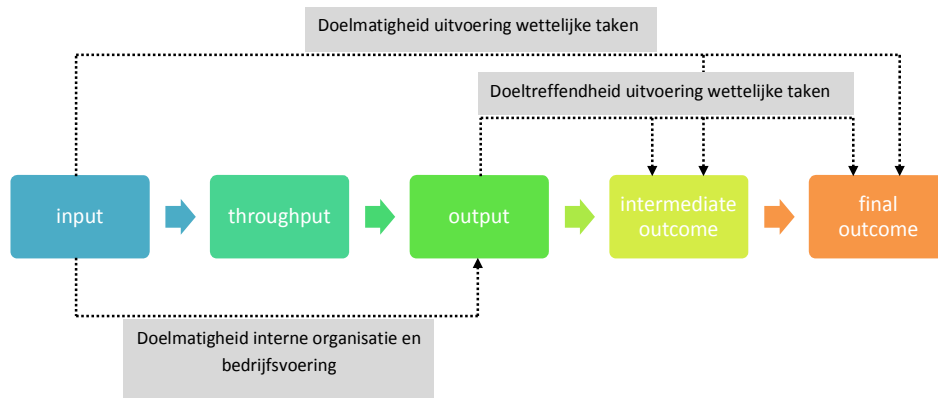 Doelmatigheid uitvoering wettelijke taken
Doeltreffendheid uitvoering wettelijke taken
input
throughput
output
intermediate
outcome
final
outcome
Doelmatigheid interne organisatie en
bedrijfsvoering